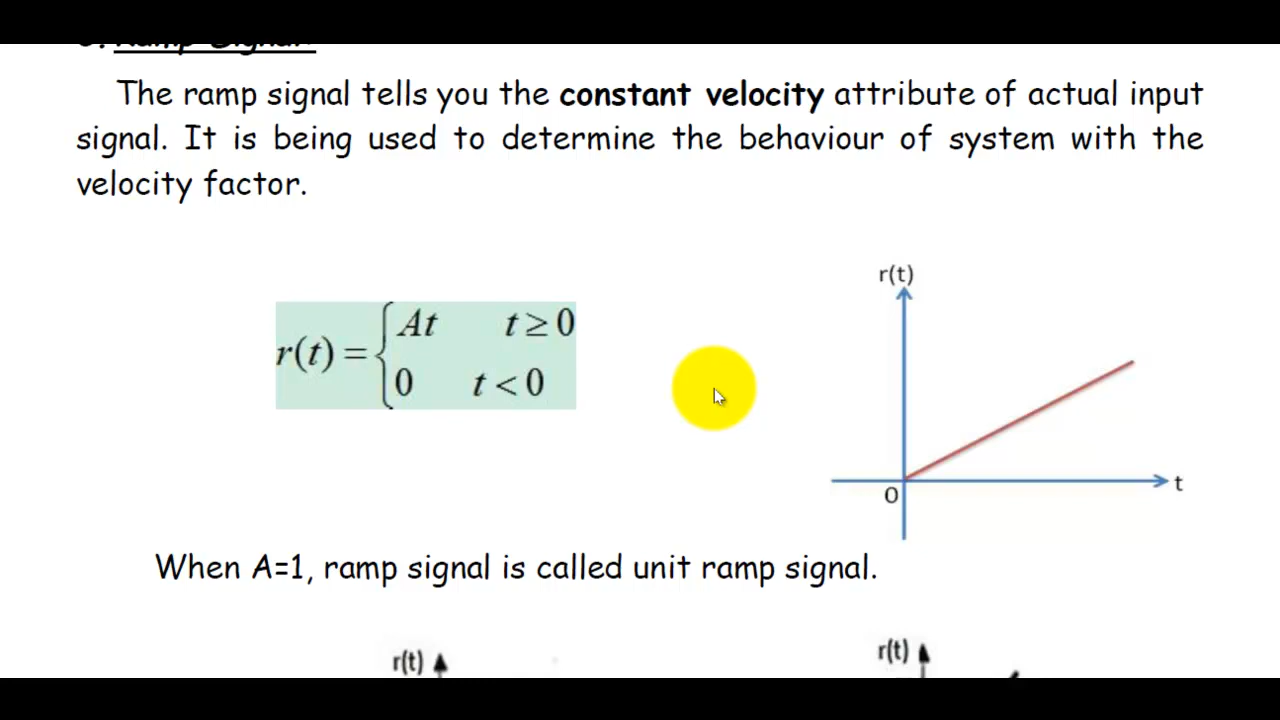 The ramp signal tells you the constant velocity attribute of actual input
signal. It is being used to determine the behaviour of system with the
velocity factor.
r(t) = { At t ≥ 0
0 t < 0
r(t)
0
t
When A=1, ramp signal is called unit ramp signal.
r(t)
r(t)